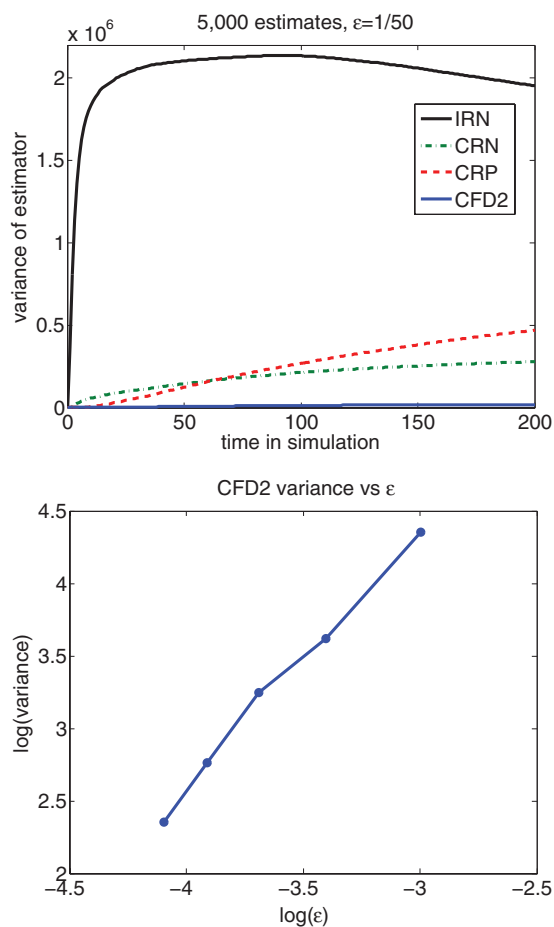 5,000 estimates, ε=1/50
x 10^6
2
1.5
1
0.5
0
variance of estimator
IRN
CRN
CRP
CFD2
0 50 100 150 200
time in simulation
CFD2 variance vs ε
4.5
4
3.5
3
2.5
2
log(variance)
−4.5 −4 −3.5 −3 −2.5
log(ε)